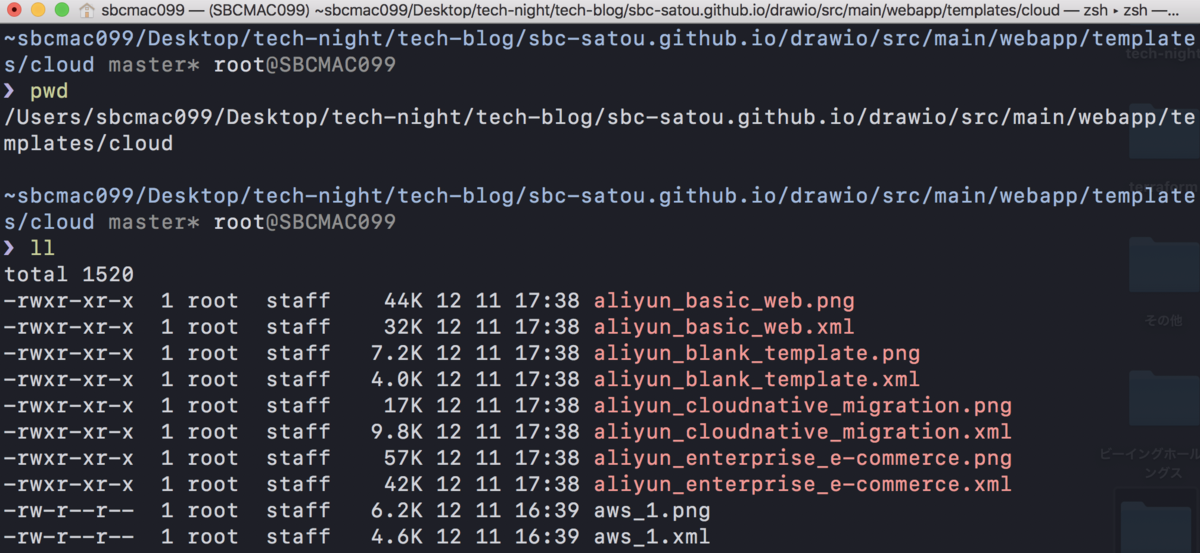 sbcmac099 — (SBCMAC099) ~sbcmac099/Desktop/tech-night/tech-blog/sbc-satou.github.io/drawio/src/main/webapp/templates/cloud — zsh ▸ zsh —...
~sbcmac099/Desktop/tech-night/tech-blog/sbc-satou.github.io/drawio/src/main/webapp/template
s/cloud master* root@SBCMAC099
❯ pwd
/Users/sbcmac099/Desktop/tech-night/tech-blog/sbc-satou.github.io/drawio/src/main/webapp/te
mplates/cloud
~sbcmac099/Desktop/tech-night/tech-blog/sbc-satou.github.io/drawio/src/main/webapp/template
s/cloud master* root@SBCMAC099
❯ ll
total 1520
-rwxr-xr-x 1 root staff 44K 12 11 17:38 aliyun_basic_web.png
-rwxr-xr-x 1 root staff 32K 12 11 17:38 aliyun_basic_web.xml
-rwxr-xr-x 1 root staff 7.2K 12 11 17:38 aliyun_blank_template.png
-rwxr-xr-x 1 root staff 4.0K 12 11 17:38 aliyun_blank_template.xml
-rwxr-xr-x 1 root staff 17K 12 11 17:38 aliyun_cloudnative_migration.png
-rwxr-xr-x 1 root staff 9.8K 12 11 17:38 aliyun_cloudnative_migration.xml
-rwxr-xr-x 1 root staff 57K 12 11 17:38 aliyun_enterprise_e-commerce.png
-rwxr-xr-x 1 root staff 42K 12 11 17:38 aliyun_enterprise_e-commerce.xml
-rw-r--r-- 1 root staff 6.2K 12 11 16:39 aws_1.png
-rw-r--r-- 1 root staff 4.6K 12 11 16:39 aws_1.xml
tech-night
terraform
その他
ビーイングホール
ングス